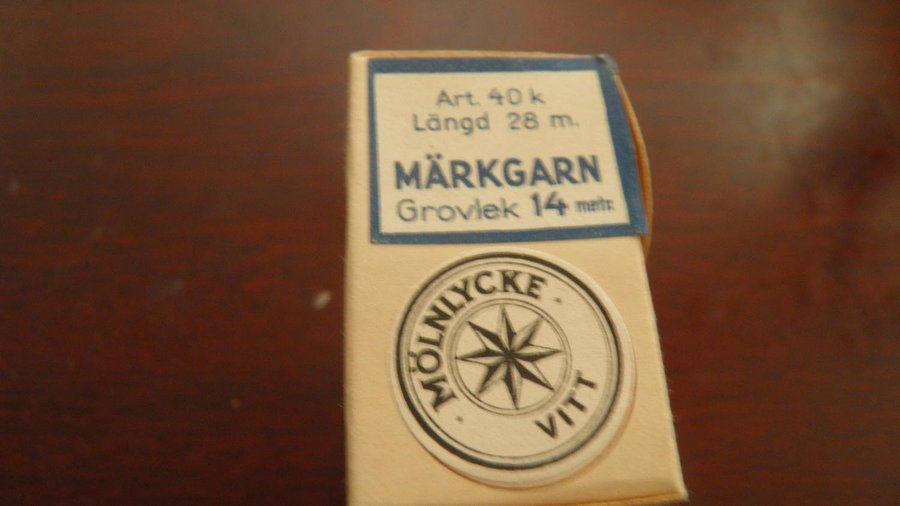 Art. 40 k
Längd 28 m.
MÄRKGARN
Grovlek 14 metr.
· MÖLNLYCKE ·
VITT